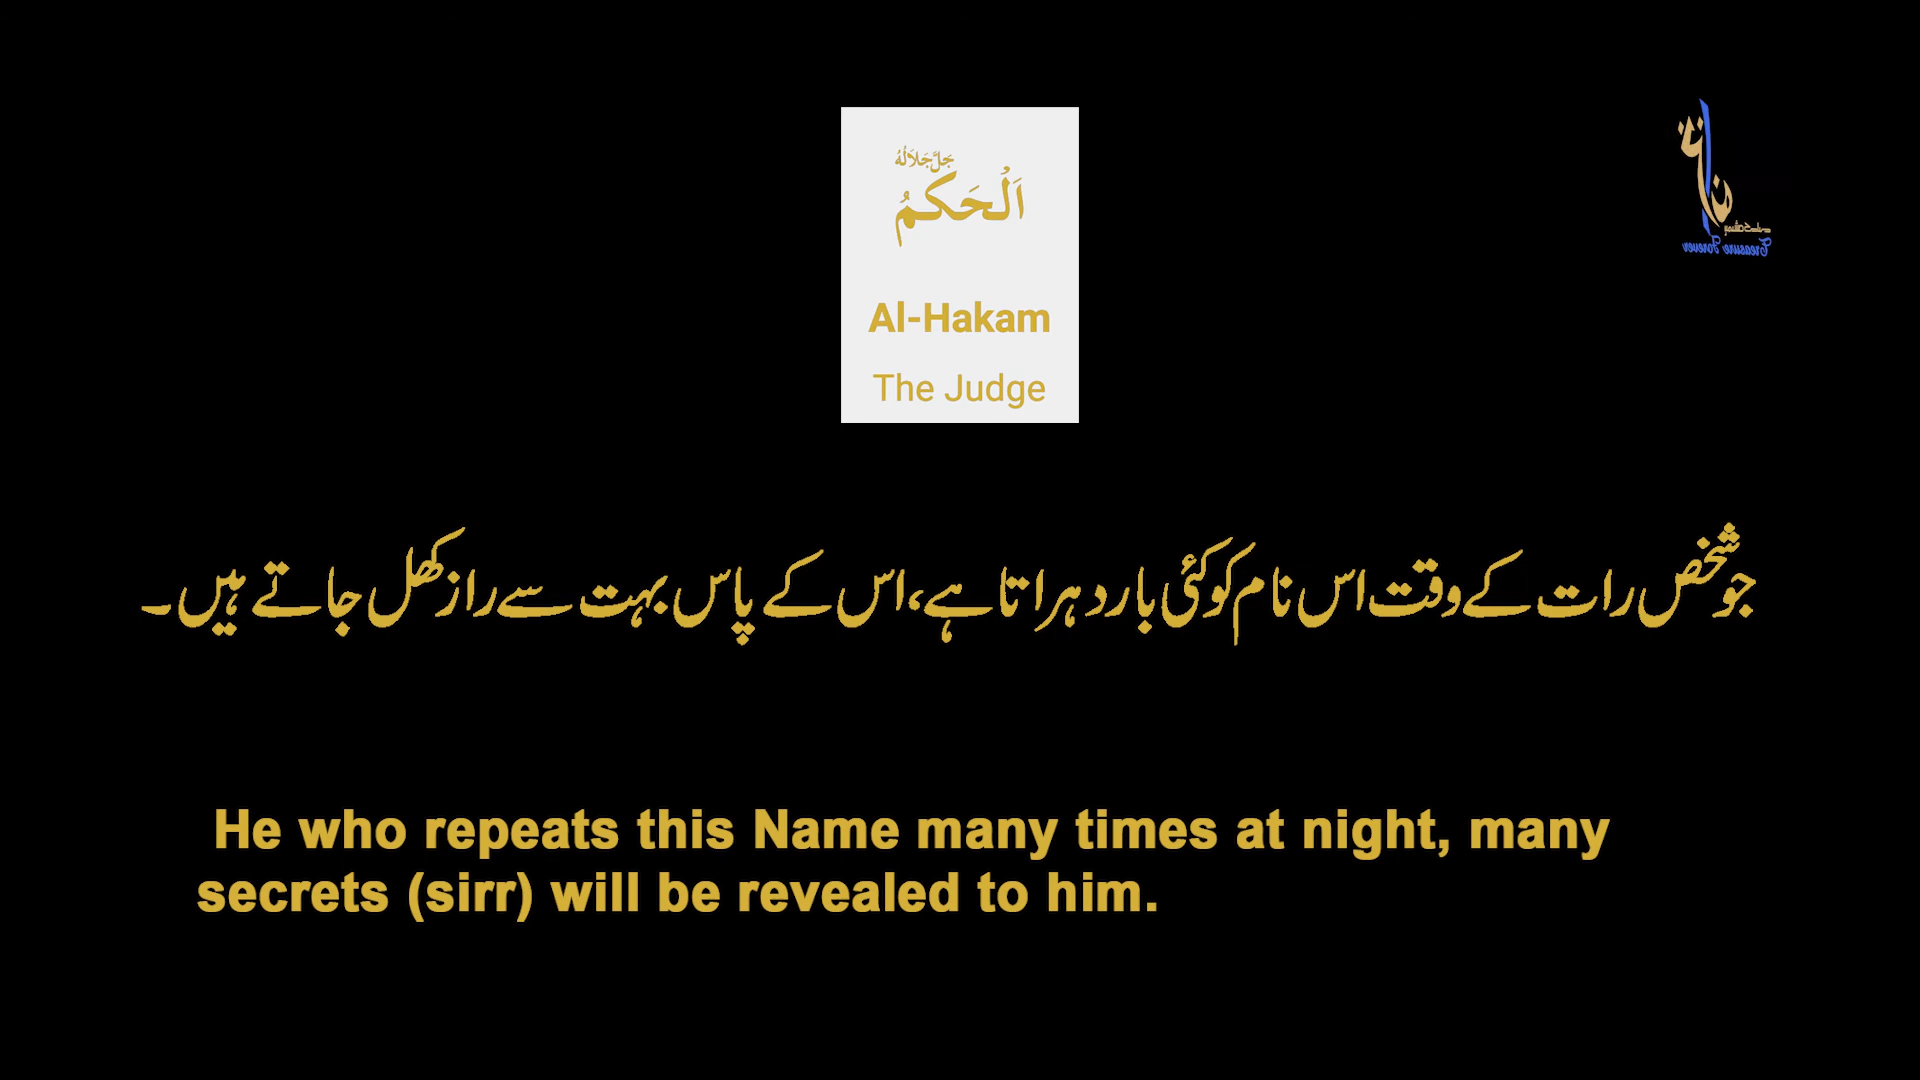 جَلَّ جَلَالُهُ
اَلْحَكَمُ
Al-Hakam
The Judge
Treasure Forever
جو شخص رات کے وقت اس نام کو کئی بار دہراتا ہے، اس کے پاس بہت سے راز کھل جاتے ہیں۔
He who repeats this Name many times at night, many
secrets (sirr) will be revealed to him.